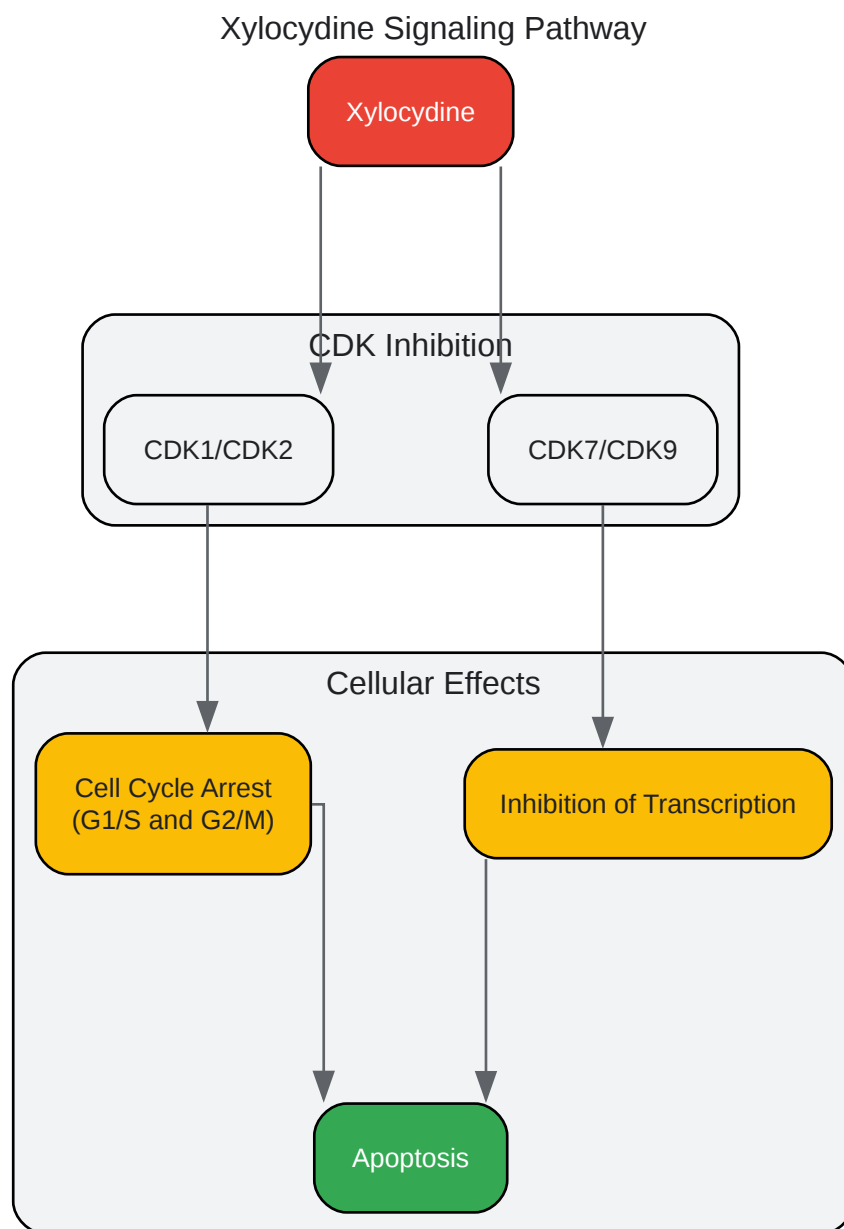 Xylocydine Signaling Pathway
Xylocydine
CDK Inhibition
CDK1/CDK2
CDK7/CDK9
Cellular Effects
Cell Cycle Arrest
(G1/S and G2/M)
Inhibition of Transcription
Apoptosis